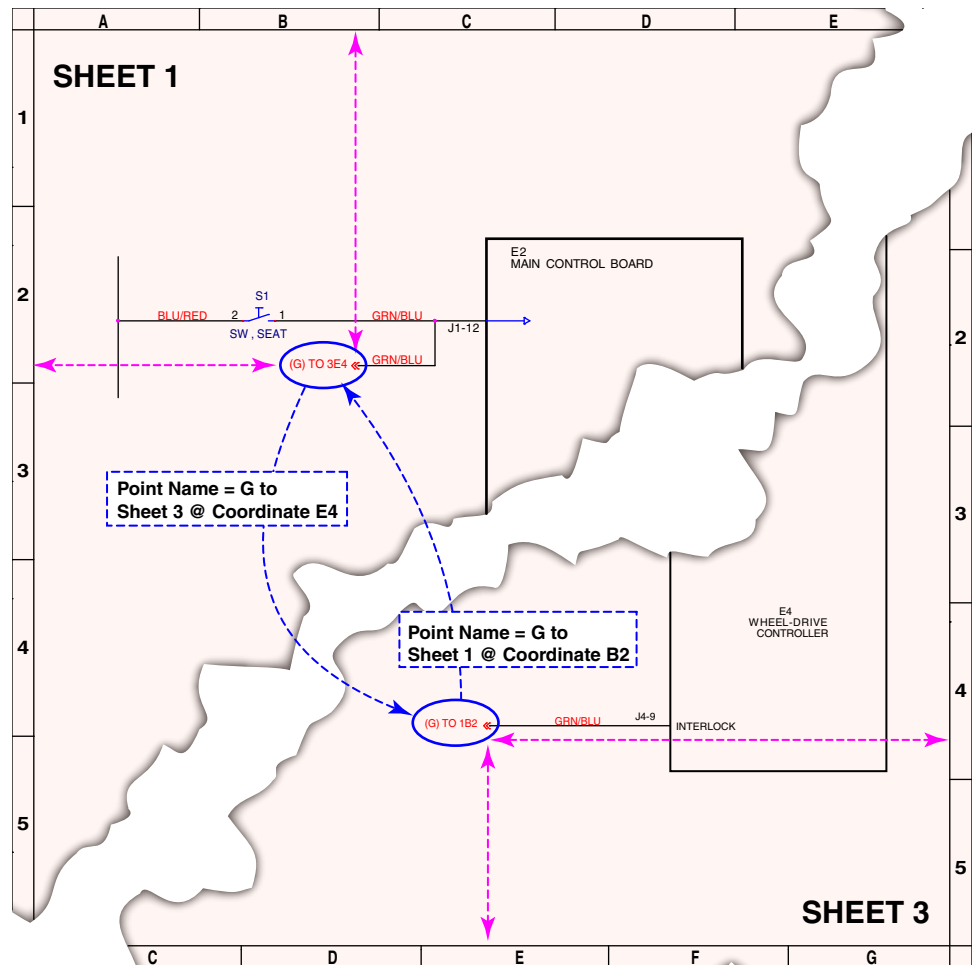 A B C D E
SHEET 1
1
2
3
4
5
E2
MAIN CONTROL BOARD
S1
BLU/RED 2 1 GRN/BLU
J1-12
SW , SEAT
(G) TO 3E4 GRN/BLU
Point Name = G to
Sheet 3 @ Coordinate E4
E4
WHEEL-DRIVE
CONTROLLER
Point Name = G to
Sheet 1 @ Coordinate B2
(G) TO 1B2 GRN/BLU J4-9 INTERLOCK
2
3
4
5
SHEET 3
C D E F G